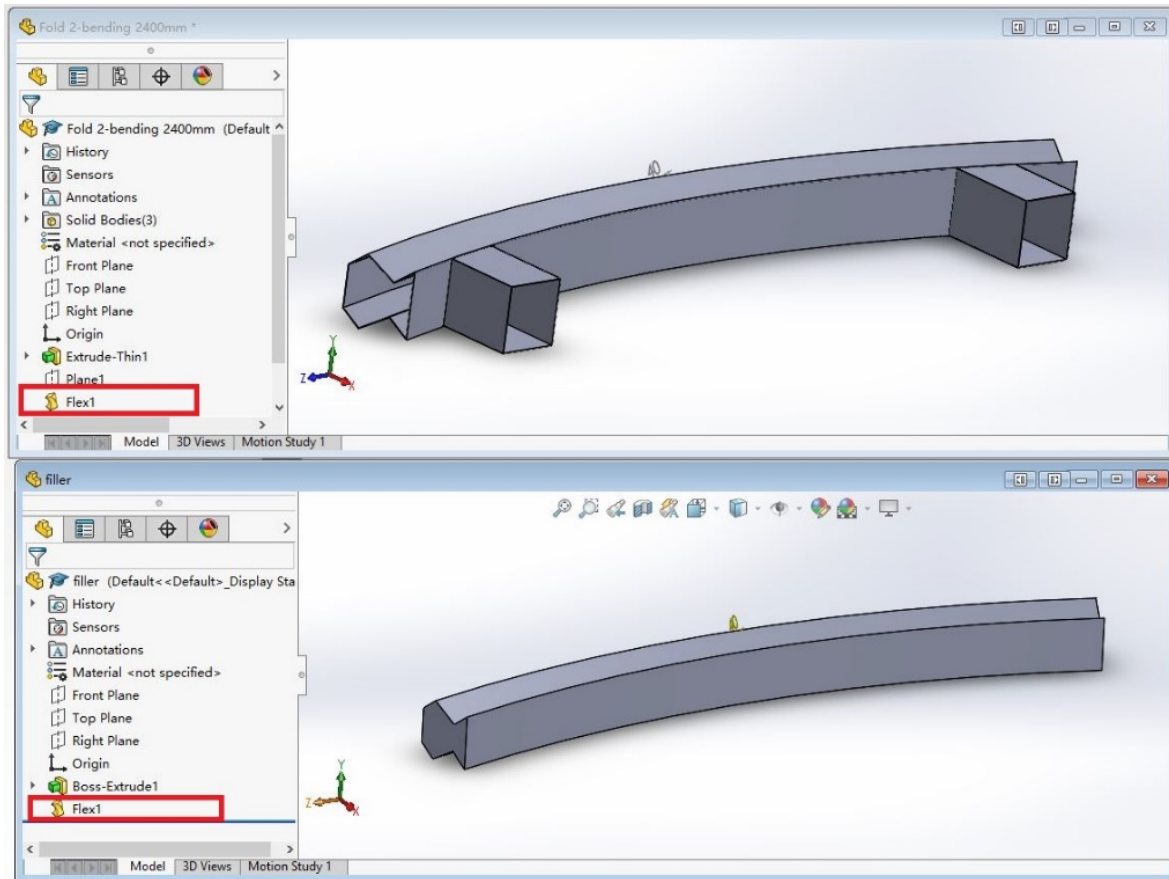 Fold 2-bending 2400mm *
Fold 2-bending 2400mm (Default
History
Sensors
Annotations
Solid Bodies(3)
Material <not specified>
Front Plane
Top Plane
Right Plane
Origin
Extrude-Thin1
Plane1
Flex1
Y
Z
X
Model 3D Views Motion Study 1
filler
filler (Default<<Default>_Display Sta
History
Sensors
Annotations
Material <not specified>
Front Plane
Top Plane
Right Plane
Origin
Boss-Extrude1
Flex1
Y
Z
X
Model 3D Views Motion Study 1